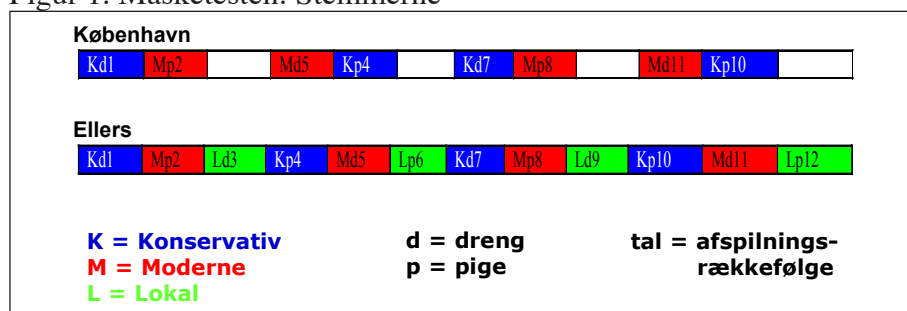 Figur 1. Masketesten: Stemmerne
København
Kd1 Mp2 Md5 Kp4 Kd7 Mp8 Md11 Kp10
Ellers
Kd1 Mp2 Ld3 Kp4 Md5 Lp6 Kd7 Mp8 Ld9 Kp10 Md11 Lp12
K = Konservativ d = dreng tal = afspilnings-
M = Moderne p = pige rækkefølge
L = Lokal